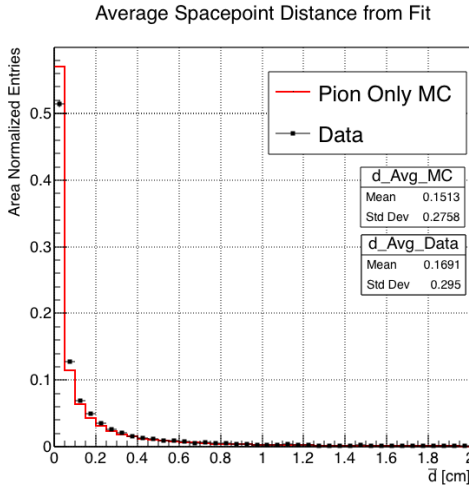 Average Spacepoint Distance from Fit
Area Normalized Entries
0.5
0.4
0.3
0.2
0.1
0
Pion Only MC
Data
d_Avg_MC
Mean 0.1513
Std Dev 0.2758
d_Avg_Data
Mean 0.1691
Std Dev 0.295
0 0.2 0.4 0.6 0.8 1 1.2 1.4 1.6 1.8 2
d̅ [cm]